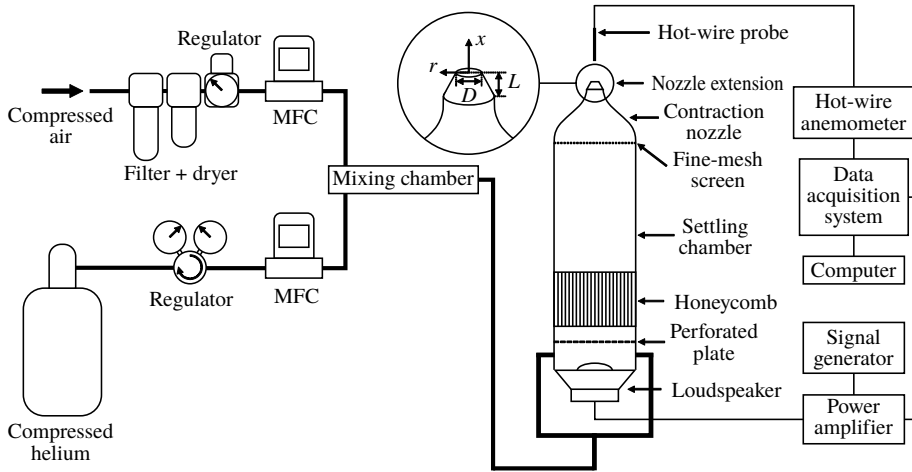 Regulator
Compressed
air
MFC
Filter + dryer
Mixing chamber
Regulator
MFC
Compressed
helium
x
r
D
L
Hot-wire probe
Nozzle extension
Contraction
nozzle
Fine-mesh
screen
Settling
chamber
Honeycomb
Perforated
plate
Loudspeaker
Hot-wire
anemometer
Data
acquisition
system
Computer
Signal
generator
Power
amplifier